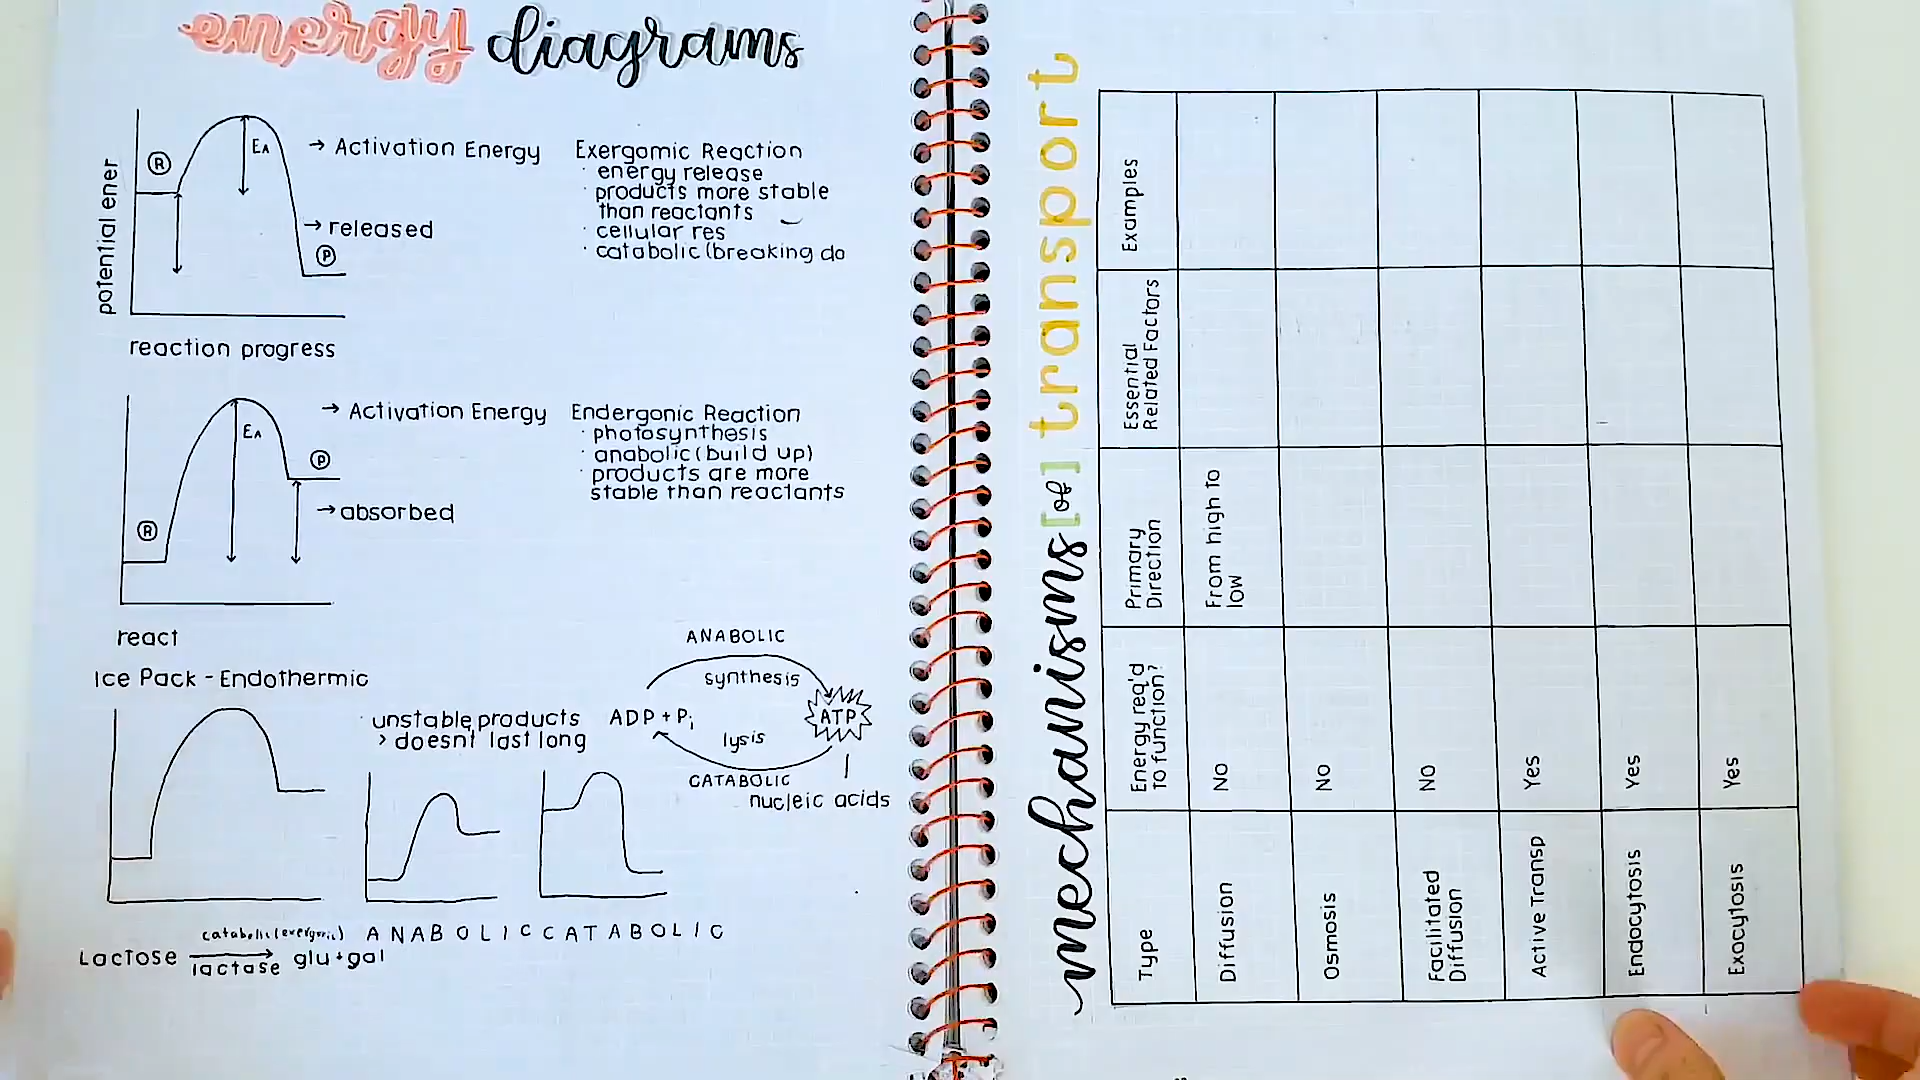 energy diagrams
potential ener
R
EA
→ Activation Energy
→ released
P
reaction progress
Exergomic Reaction
· energy release
· products more stable
than reactants
· cellular res
· catabolic (breaking do
R
EA
→ Activation Energy
P
→ absorbed
react
Endergonic Reaction
· photosynthesis
· anabolic (build up)
· products are more
stable than reactants
Ice Pack - Endothermic
· unstable products
> doesnt last long
ANABOLIC
synthesis
ADP + Pi
ATP
lysis
CATABOLIC
nucleic acids
ANABOLIC
CATABOLIC
catabolic (exergonic)
Lactose → glu + gal
lactase
mechanisms [of] transport
Type
Energy req'd
to function?
Primary
Direction
Essential
Related Factors
Examples
Diffusion
No
From high to
low
Osmosis
No
Facilitated
Diffusion
No
Active Transp
Yes
Endocytosis
Yes
Exocytosis
Yes